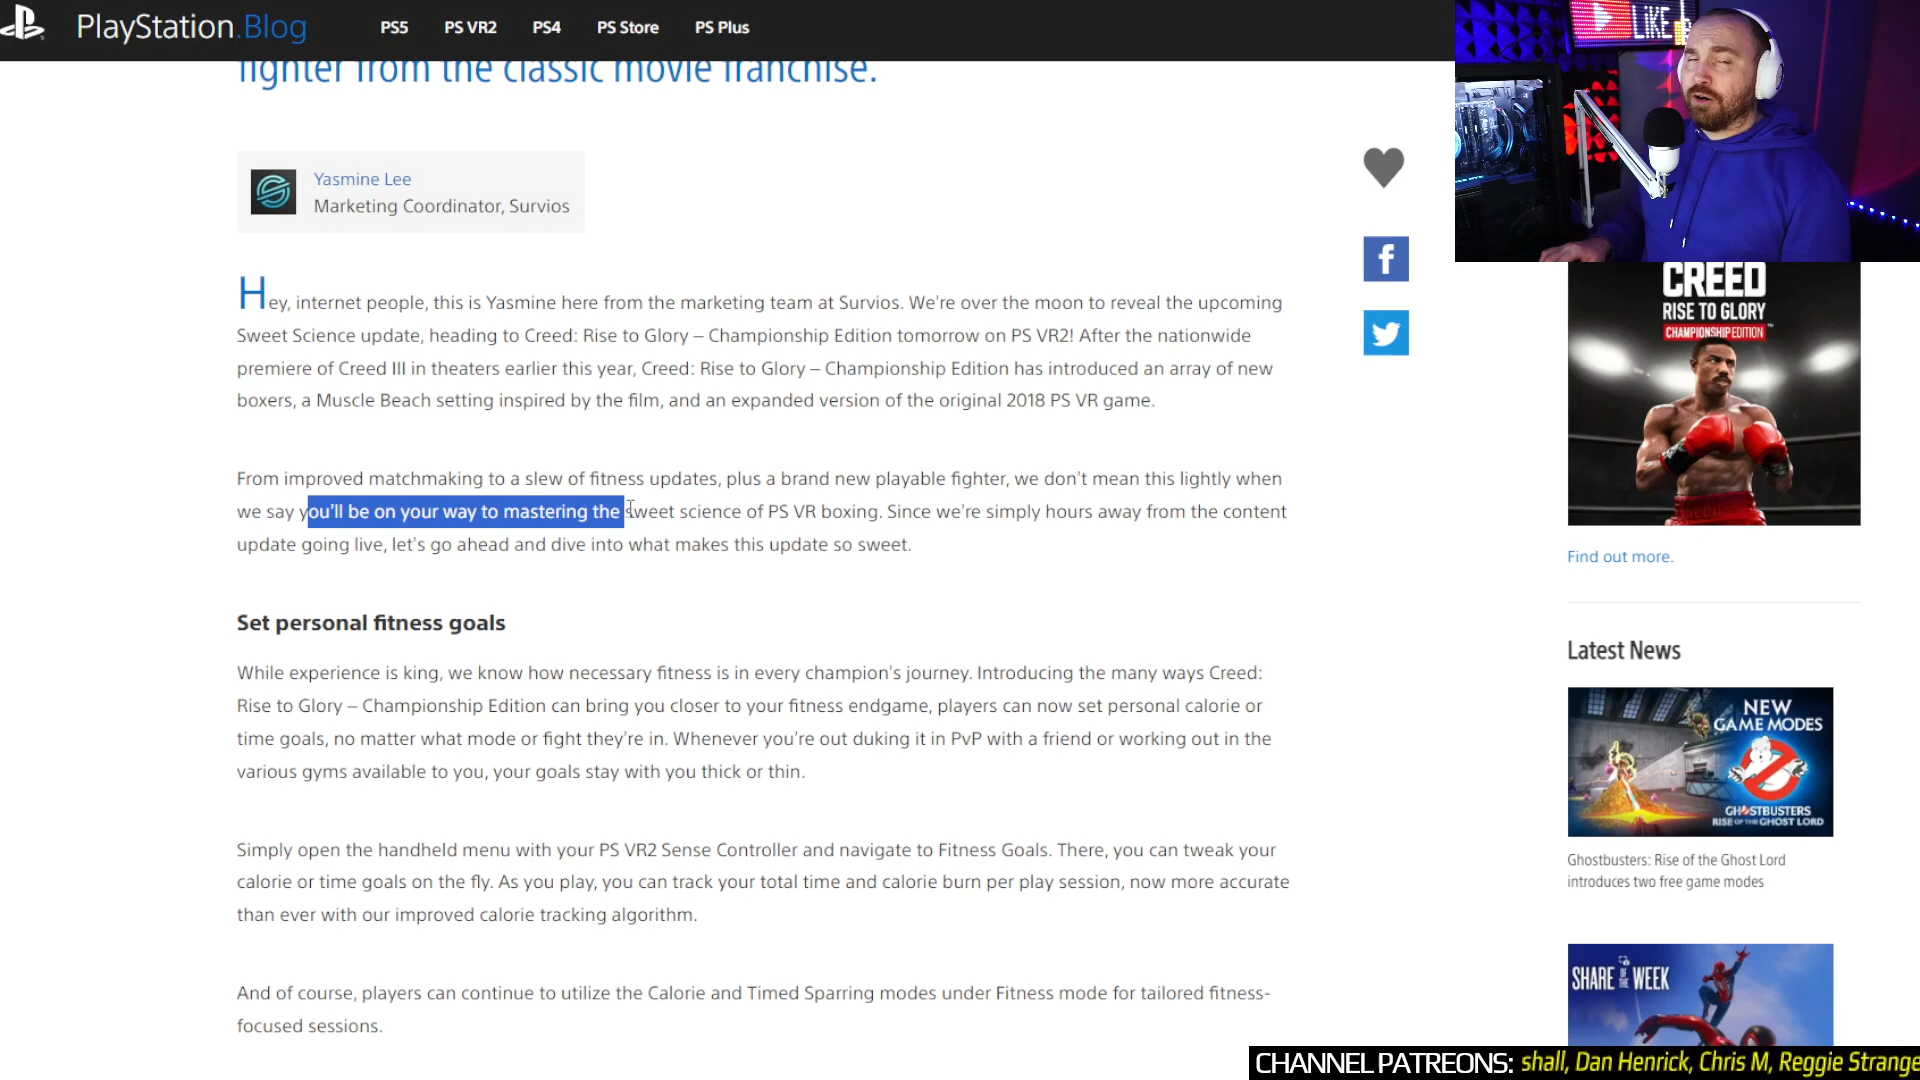 PlayStation.Blog
PS5
PS VR2
PS4
PS Store
PS Plus
fighter from the classic movie franchise.
LIKE
Yasmine Lee
Marketing Coordinator, Survios
Hey, internet people, this is Yasmine here from the marketing team at Survios. We’re over the moon to reveal the upcoming
Sweet Science update, heading to Creed: Rise to Glory – Championship Edition tomorrow on PS VR2! After the nationwide
premiere of Creed III in theaters earlier this year, Creed: Rise to Glory – Championship Edition has introduced an array of new
boxers, a Muscle Beach setting inspired by the film, and an expanded version of the original 2018 PS VR game.
From improved matchmaking to a slew of fitness updates, plus a brand new playable fighter, we don’t mean this lightly when
we say you’ll be on your way to mastering the sweet science of PS VR boxing. Since we’re simply hours away from the content
update going live, let’s go ahead and dive into what makes this update so sweet.
Set personal fitness goals
While experience is king, we know how necessary fitness is in every champion’s journey. Introducing the many ways Creed:
Rise to Glory – Championship Edition can bring you closer to your fitness endgame, players can now set personal calorie or
time goals, no matter what mode or fight they’re in. Whenever you’re out duking it in PvP with a friend or working out in the
various gyms available to you, your goals stay with you thick or thin.
Simply open the handheld menu with your PS VR2 Sense Controller and navigate to Fitness Goals. There, you can tweak your
calorie or time goals on the fly. As you play, you can track your total time and calorie burn per play session, now more accurate
than ever with our improved calorie tracking algorithm.
And of course, players can continue to utilize the Calorie and Timed Sparring modes under Fitness mode for tailored fitness-
focused sessions.
CREED
RISE TO GLORY
CHAMPIONSHIP EDITION™
Find out more.
Latest News
NEW
GAME MODES
GHOSTBUSTERS
RISE OF THE GHOST LORD
Ghostbusters: Rise of the Ghost Lord
introduces two free game modes
SHARE OF THE WEEK
CHANNEL PATREONS: shall, Dan Henrick, Chris M, Reggie Strange